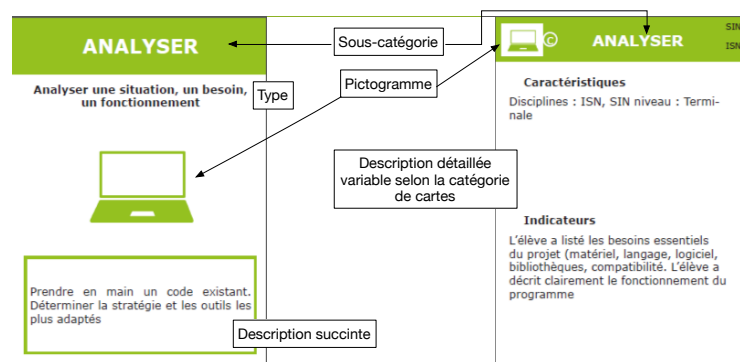 ANALYSER
Analyser une situation, un besoin,
un fonctionnement
Prendre en main un code existant.
Déterminer la stratégie et les outils les
plus adaptés
Sous-catégorie
Type
Pictogramme
Description détaillée
variable selon la catégorie
de cartes
Description succinte
©
ANALYSER
SIN
ISN
Caractéristiques
Disciplines : ISN, SIN niveau : Termi-
nale
Indicateurs
L'élève a listé les besoins essentiels
du projet (matériel, langage, logiciel,
bibliothèques, compatibilité. L'élève a
décrit clairement le fonctionnement du
programme